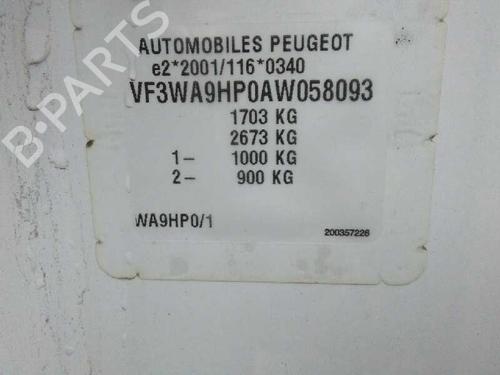 AUTOMOBILES PEUGEOT
e2*2001/116*0340
VF3WA9HP0AW058093
1703 KG
2673 KG
1- 1000 KG
2- 900 KG
WA9HP0/1
200357226
B-PARTS